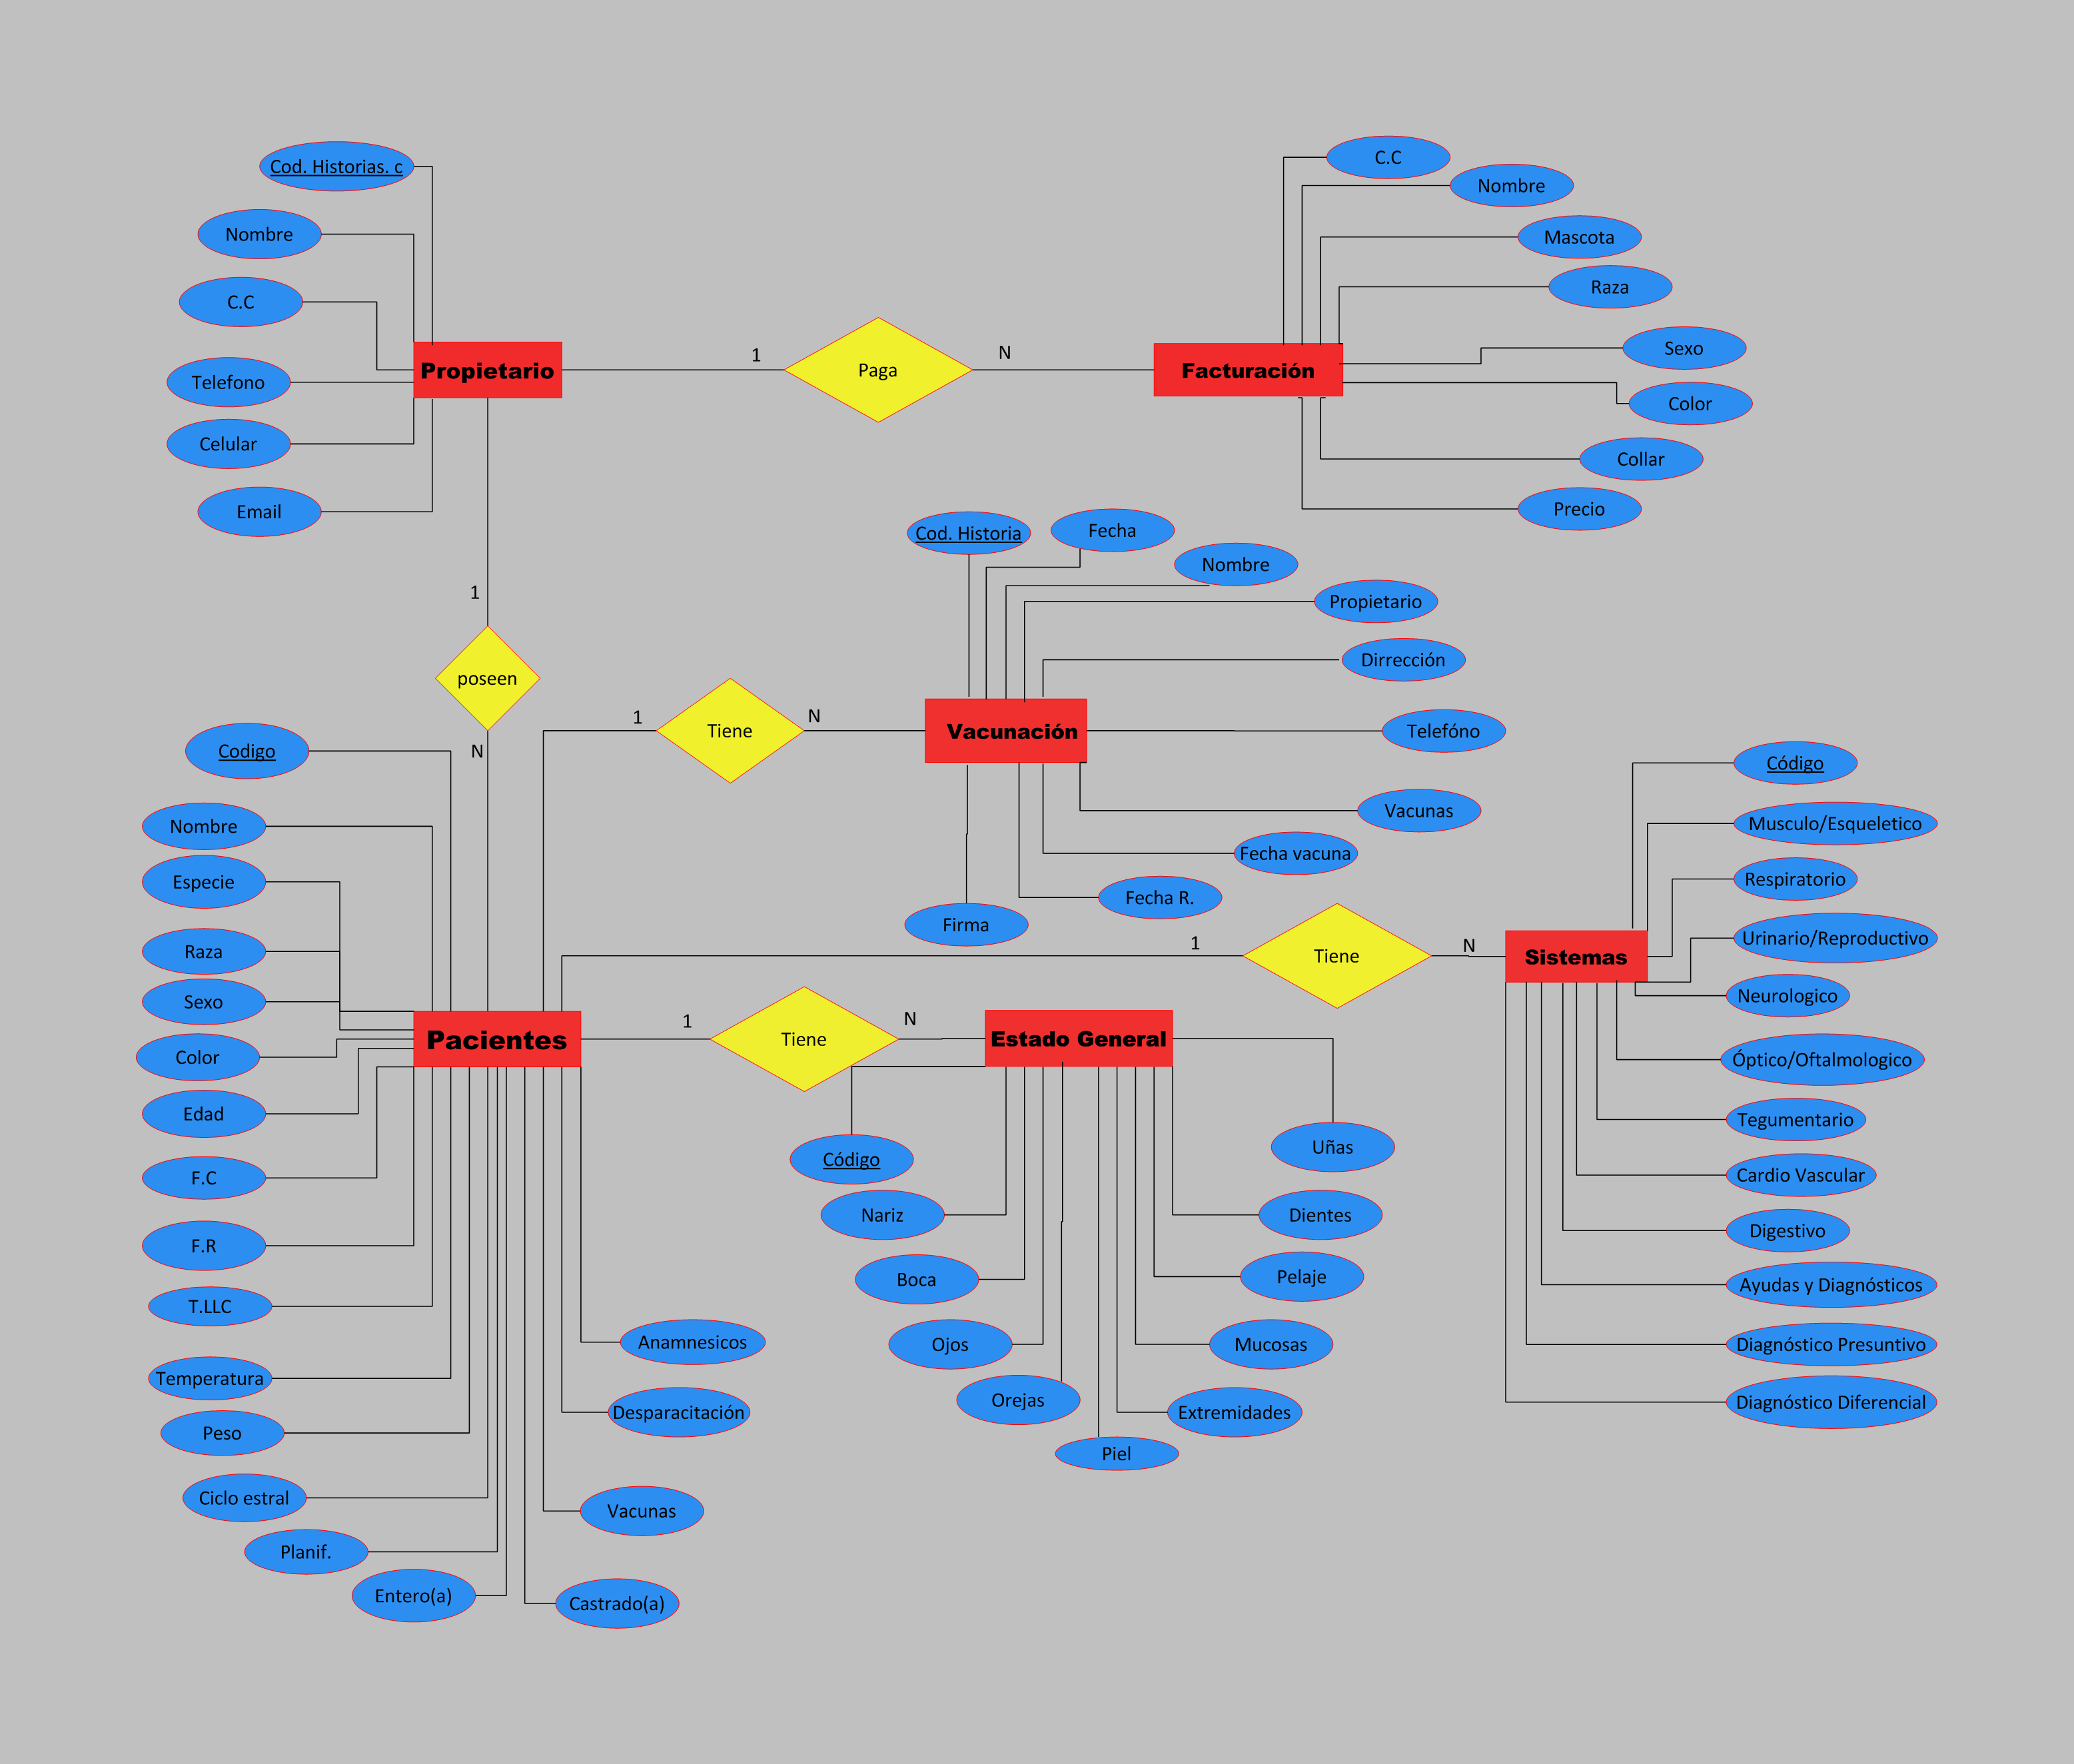 Cod. Historias. c
Nombre
C.C
Telefono
Celular
Email
Propietario
1
Paga
N
Facturación
C.C
Nombre
Mascota
Raza
Sexo
Color
Collar
Precio
1
poseen
N
Cod. Historia
Fecha
Nombre
Propietario
Dirrección
Telefóno
Vacunas
Fecha vacuna
Fecha R.
Firma
1
Tiene
N
Vacunación
Codigo
Nombre
Especie
Raza
Sexo
Color
Edad
F.C
F.R
T.LLC
Temperatura
Peso
Ciclo estral
Planif.
Entero(a)
Castrado(a)
Vacunas
Desparacitación
Anamnesicos
Pacientes
1
Tiene
N
Sistemas
Código
Musculo/Esqueletico
Respiratorio
Urinario/Reproductivo
Neurologico
Óptico/Oftalmologico
Tegumentario
Cardio Vascular
Digestivo
Ayudas y Diagnósticos
Diagnóstico Presuntivo
Diagnóstico Diferencial
1
Tiene
N
Estado General
Código
Nariz
Boca
Ojos
Orejas
Piel
Extremidades
Mucosas
Pelaje
Dientes
Uñas